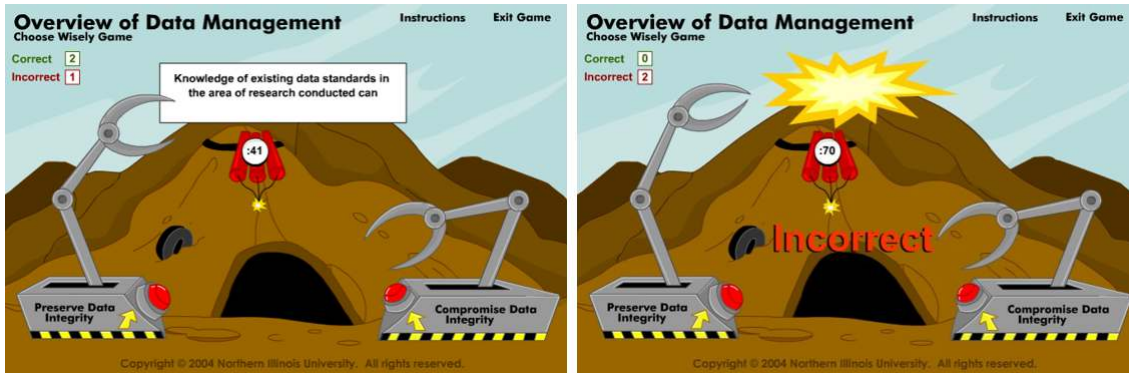 Overview of Data Management
Instructions
Exit Game
Choose Wisely Game
Correct 2
Incorrect 1
Knowledge of existing data standards in
the area of research conducted can
:41
Preserve Data
Integrity
Compromise Data
Integrity
Copyright © 2004 Northern Illinois University. All rights reserved.
Overview of Data Management
Instructions
Exit Game
Choose Wisely Game
Correct 0
Incorrect 2
:70
Incorrect
Preserve Data
Integrity
Compromise Data
Integrity
Copyright © 2004 Northern Illinois University. All rights reserved.